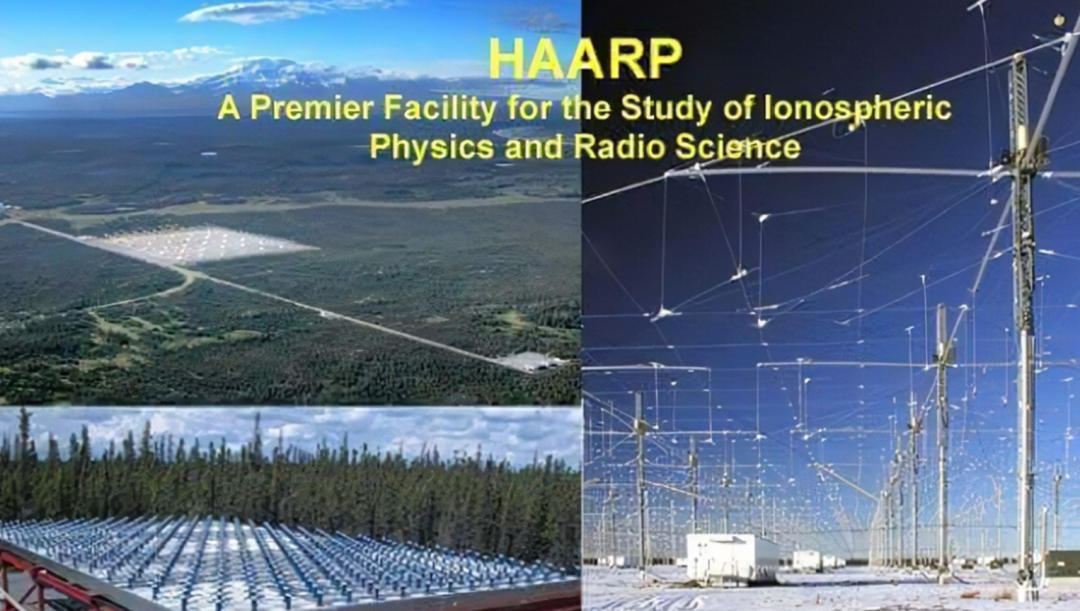 HAARP
A Premier Facility for the Study of Ionospheric
Physics and Radio Science